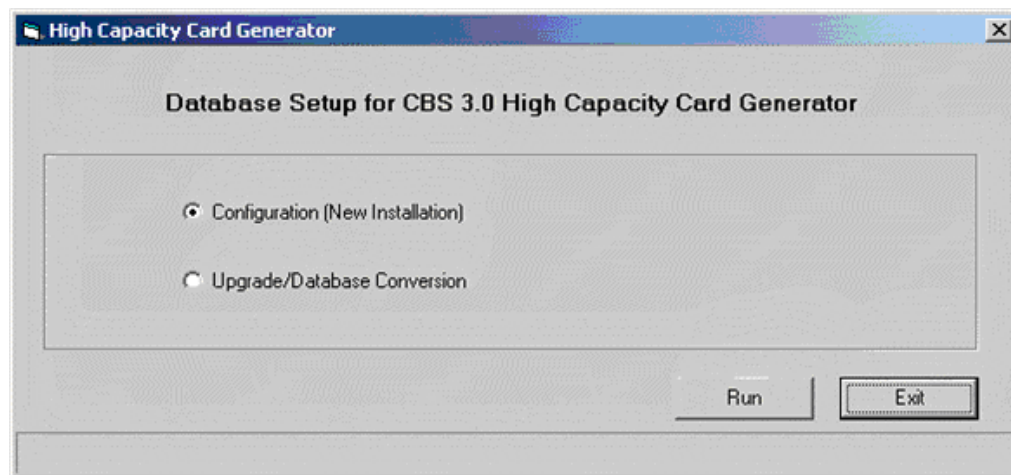 High Capacity Card Generator
Database Setup for CBS 3.0 High Capacity Card Generator
Configuration (New Installation)
Upgrade/Database Conversion
Run
Exit